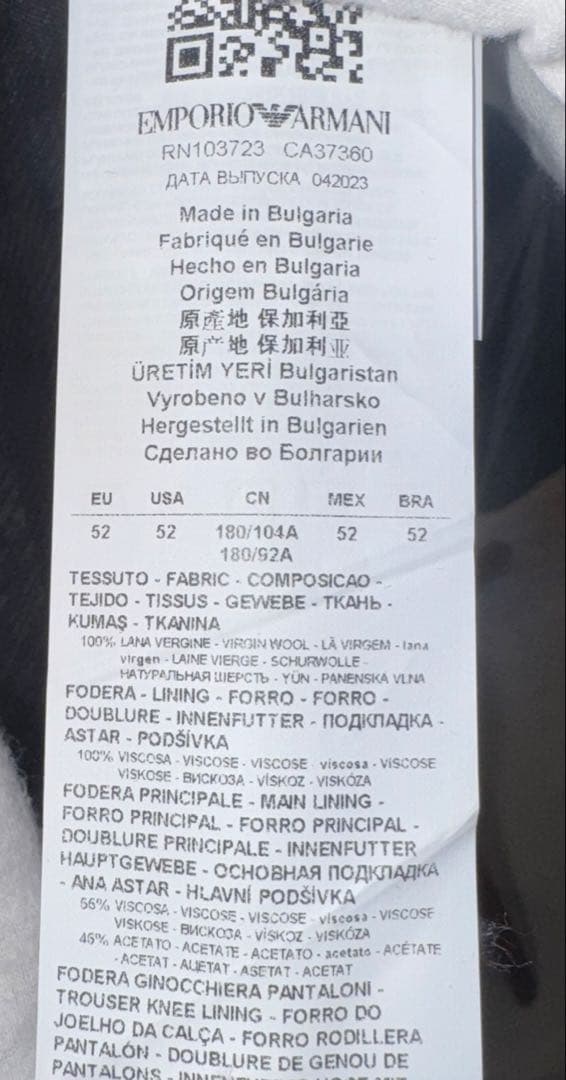 EMPORIO ARMANI
RN103723 CA37360
ДАТА ВЫПУСКА 042023
Made in Bulgaria
Fabriqué en Bulgarie
Hecho en Bulgaria
Origem Bulgária
原產地 保加利亞
原产地 保加利亚
ÜRETİM YERİ Bulgaristan
Vyrobeno v Bulharsko
Hergestellt in Bulgarien
Сделано во Болгарии
EU USA CN MEX BRA
52 52 180/104A 52 52
180/92A
TESSUTO - FABRIC - COMPOSICAO -
TEJIDO - TISSUS - GEWEBE - ТКАНЬ -
KUMAŞ - TKANINA
100% LANA VERGINE - VIRGIN WOOL - LÃ VIRGEM - lana
virgen - LAINE VIERGE - SCHURWOLLE -
НАТУРАЛЬНАЯ ШЕРСТЬ - YÜN - PANENSKA VLNA
FODERA - LINING - FORRO - FORRO -
DOUBLURE - INNENFUTTER - ПОДКЛАДКА -
ASTAR - PODŠÍVKA
100% VISCOSA - VISCOSE - VISCOSE viscosa - VISCOSE
VISKOSE - ВИСКОЗА - VİSKOZ - VISKÓZA
FODERA PRINCIPALE - MAIN LINING -
FORRO PRINCIPAL - FORRO PRINCIPAL -
DOUBLURE PRINCIPALE - INNENFUTTER
HAUPTGEWEBE - ОСНОВНАЯ ПОДКЛАДКА
- ANA ASTAR - HLAVNÍ PODŠÍVKA
VISCOSA - VISCOSE - VISCOSE - viscosa - VISCOSE
VISKOSE - ВИСКОЗА - VİSKOZ - VISKÓZA
ACETATO - ACETATE - ACETATO - acetato - ACÉTATE
- ACETAT - АЦЕТАТ - ASETAT - ACETAT
FODERA GINOCCHIERA PANTALONI -
TROUSER KNEE LINING - FORRO DO
JOELHO DA CALÇA - FORRO RODILLERA
PANTALÓN - DOUBLURE DE GENOU DE
PANTALONS -